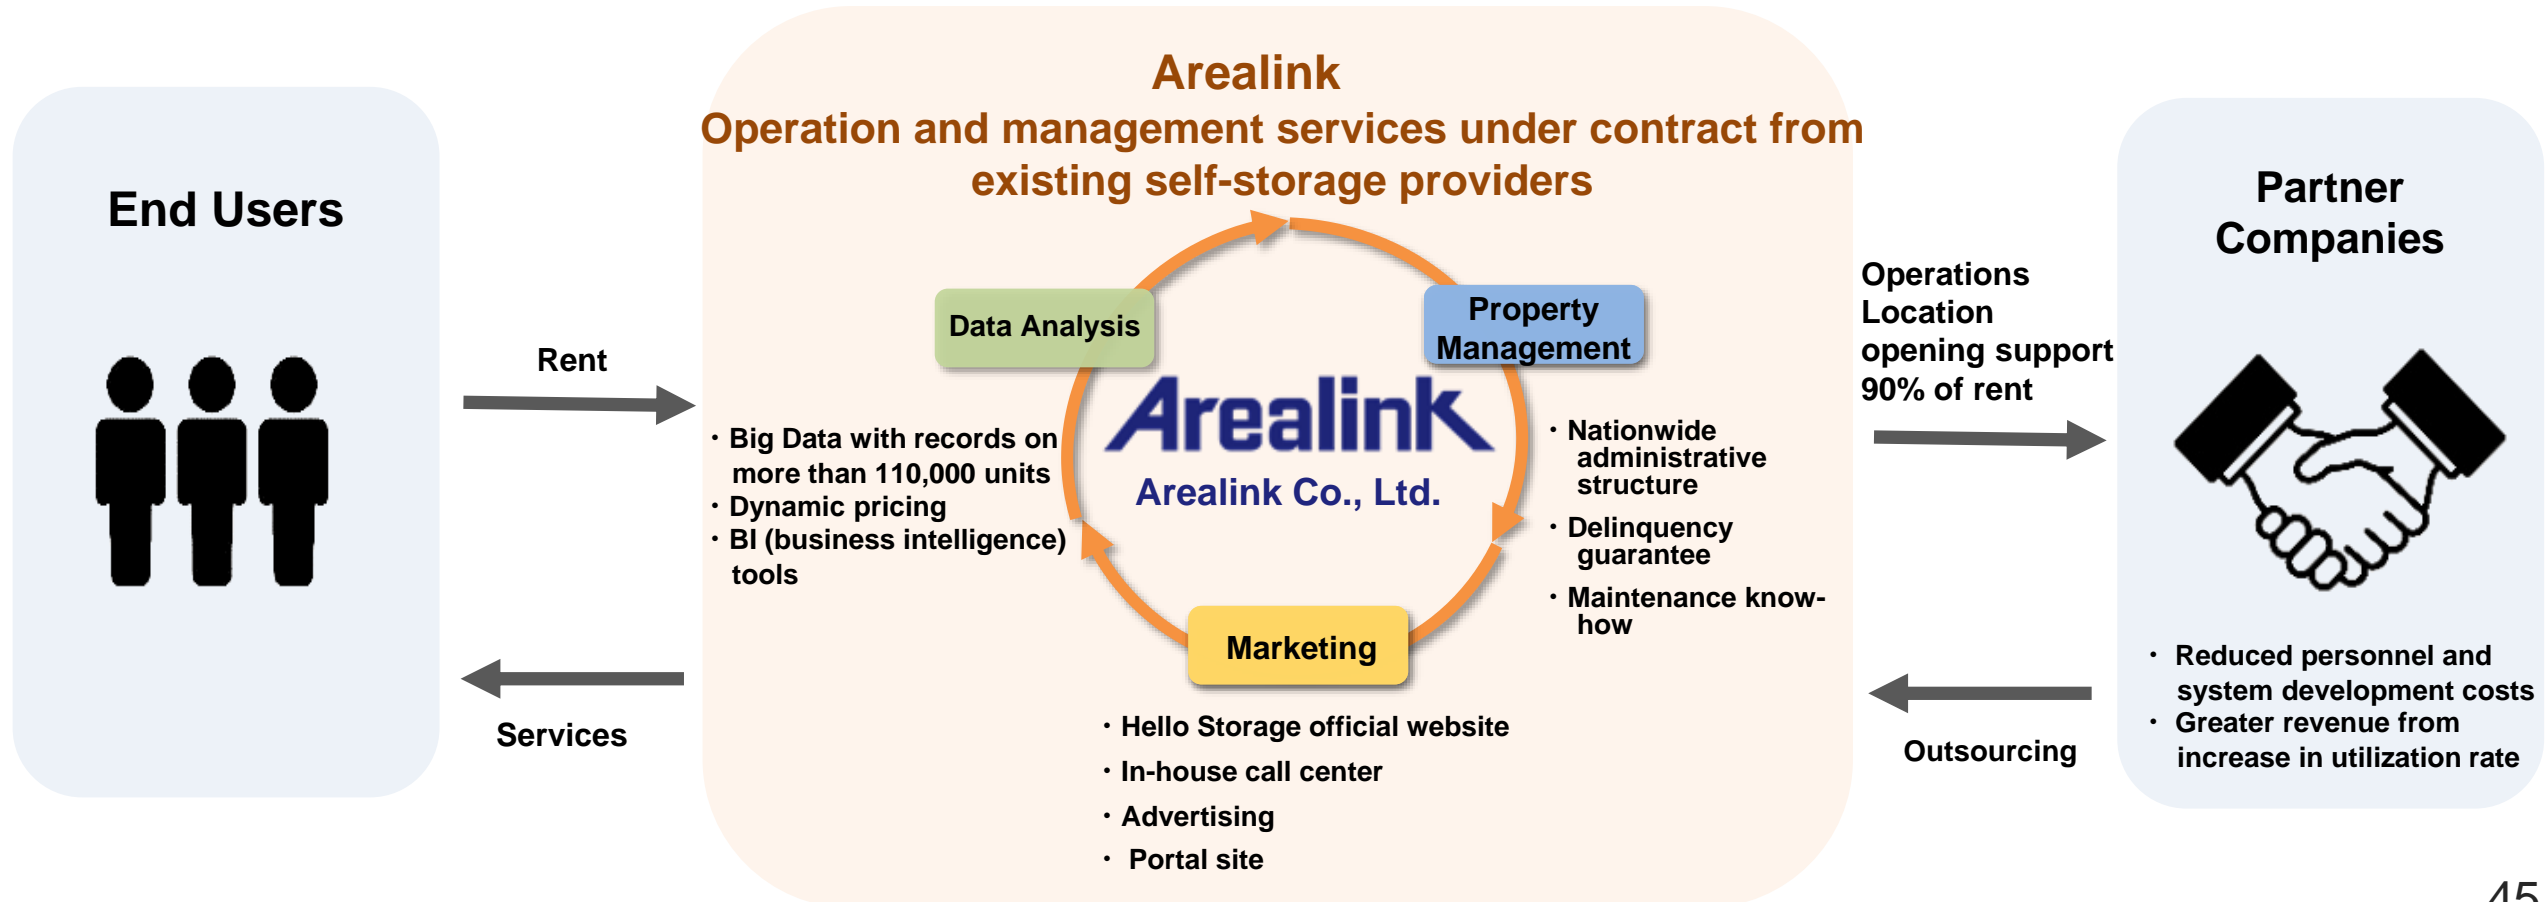 Arealink
Operation and management services under contract from
existing self-storage providers
End Users
Rent
Services
Data Analysis
・Big Data with records on
more than 110,000 units
・Dynamic pricing
・BI (business intelligence)
tools
Arealink
Arealink Co., Ltd.
Property
Management
・Nationwide
administrative
structure
・Delinquency
guarantee
・Maintenance know-
how
Marketing
・Hello Storage official website
・In-house call center
・Advertising
・ Portal site
Operations
Location
opening support
90% of rent
Outsourcing
Partner
Companies
・ Reduced personnel and
system development costs
・ Greater revenue from
increase in utilization rate
45